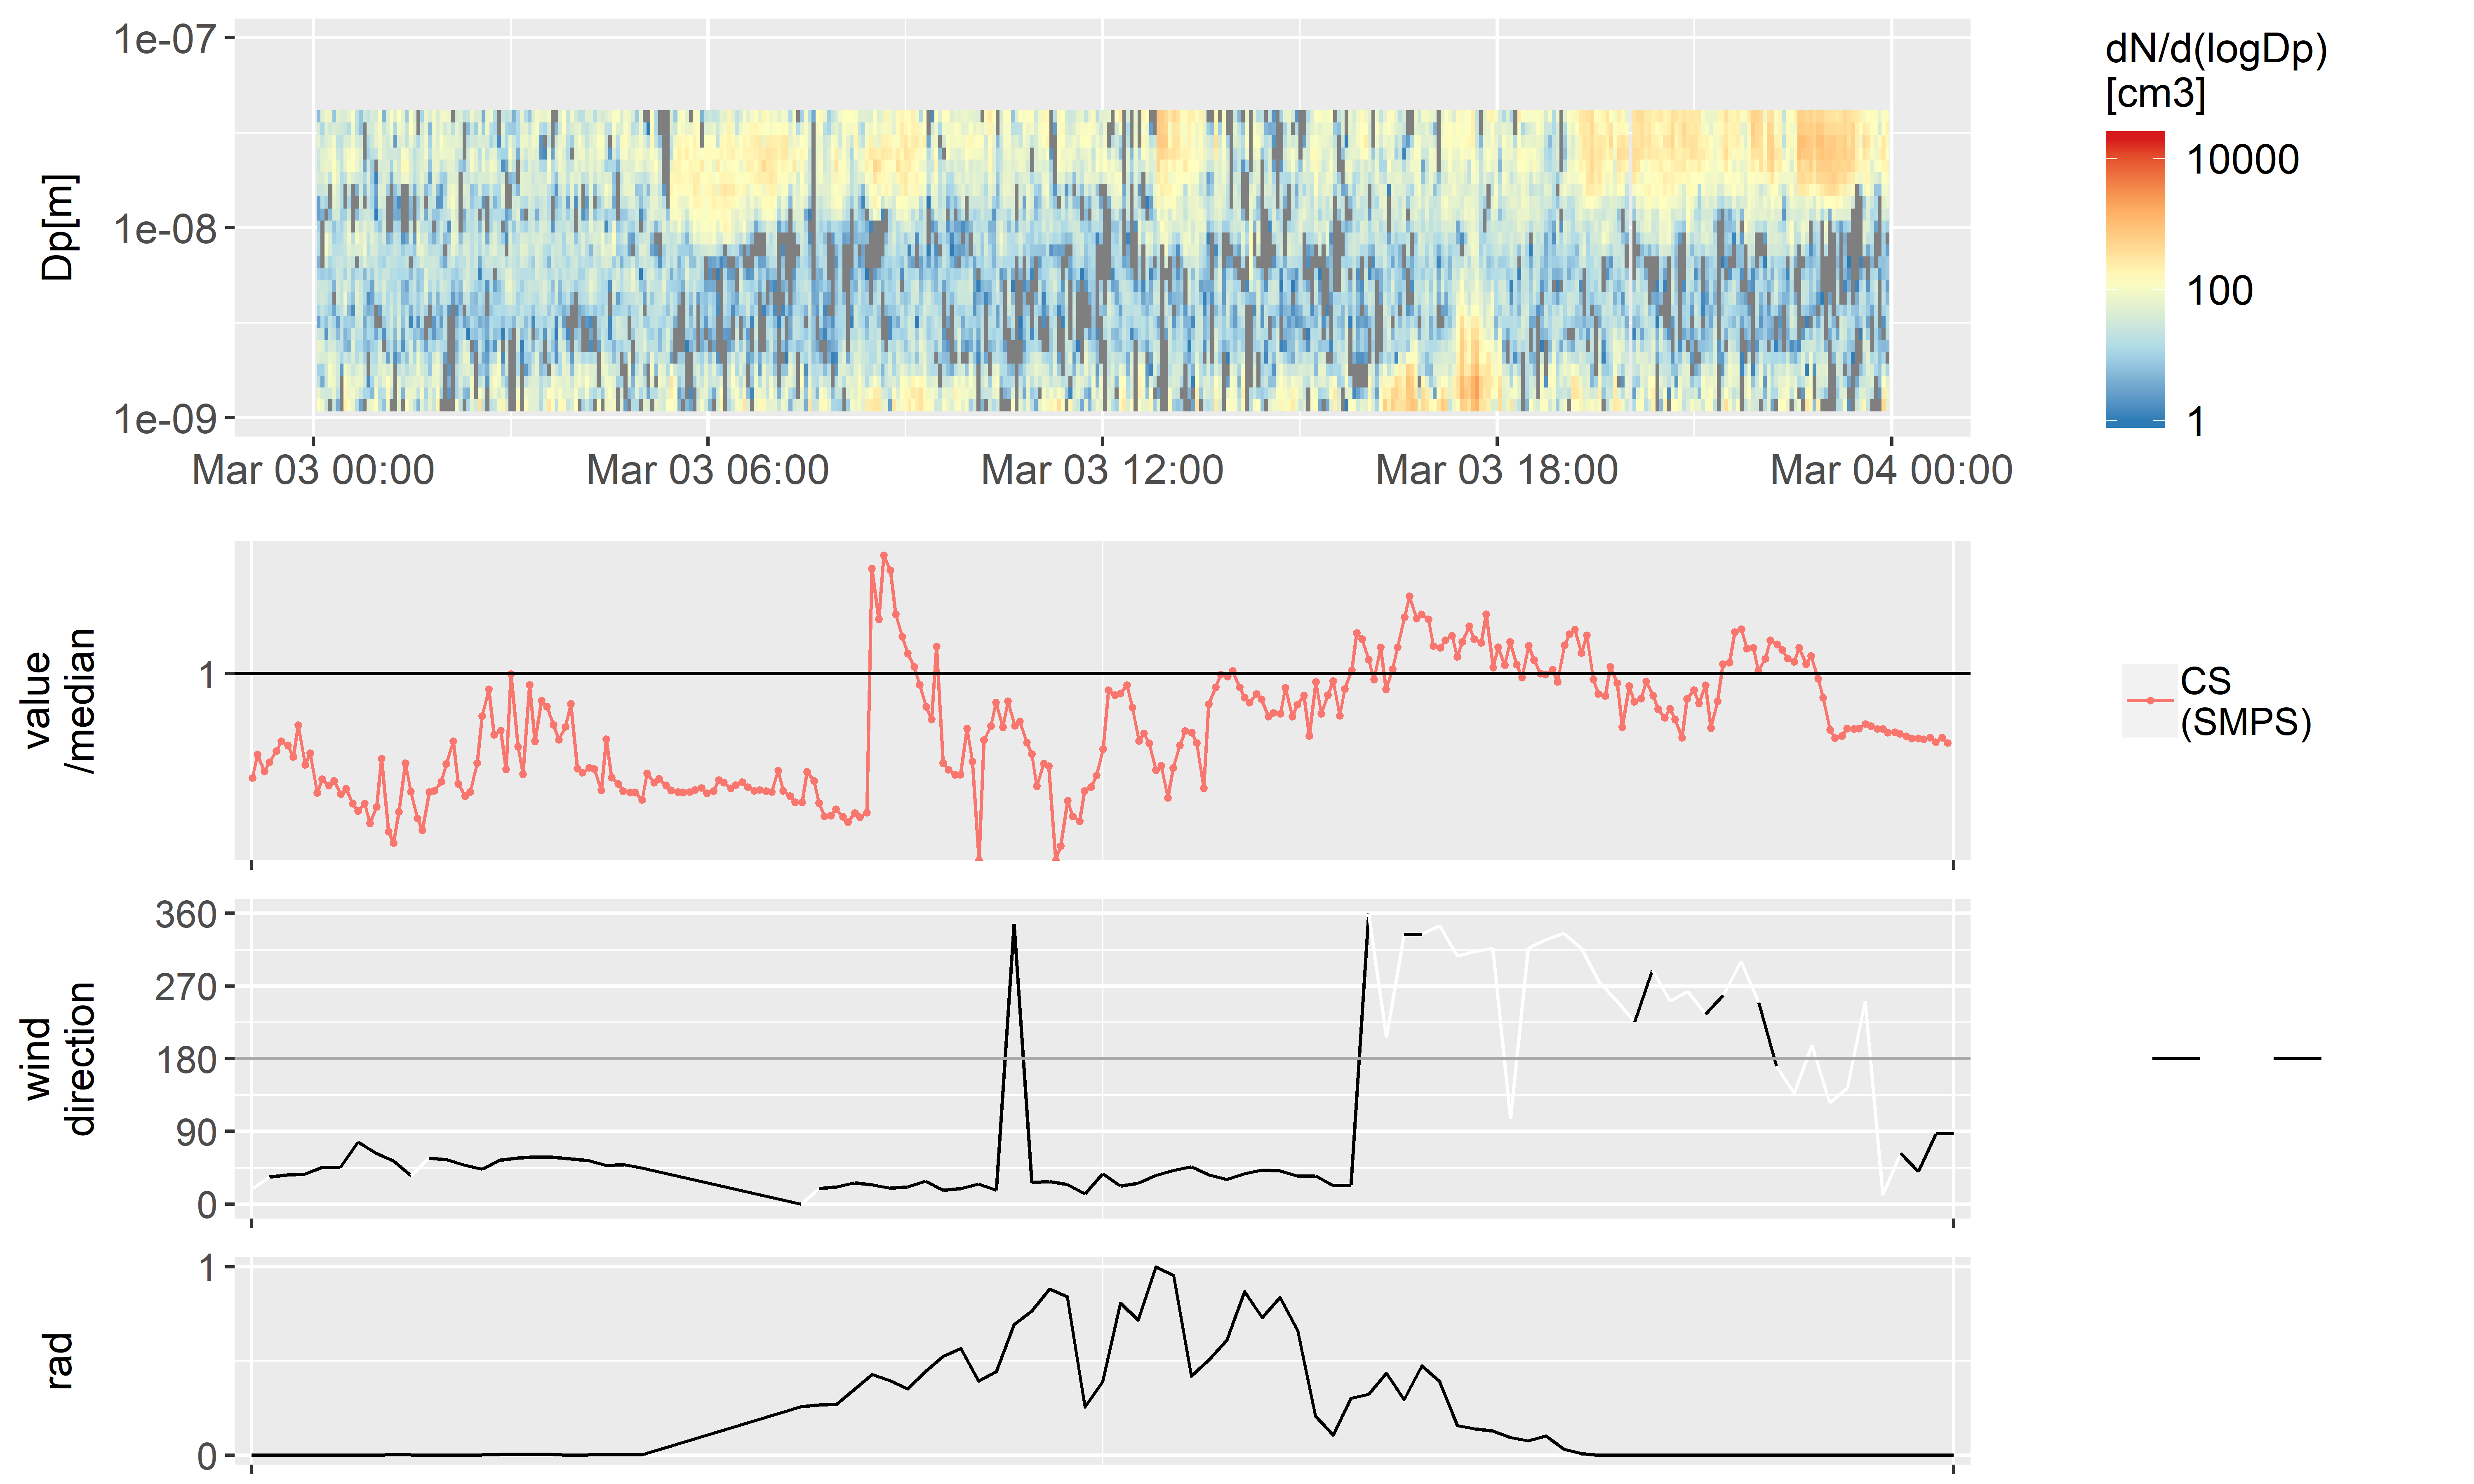 1e-07
1e-08
1e-09
Dp[m]
Mar 03 00:00
Mar 03 06:00
Mar 03 12:00
Mar 03 18:00
Mar 04 00:00
dN/d(logDp)
[cm3]
10000
100
1
value
/median
1
CS
(SMPS)
wind
direction
360
270
180
90
0
rad
1
0